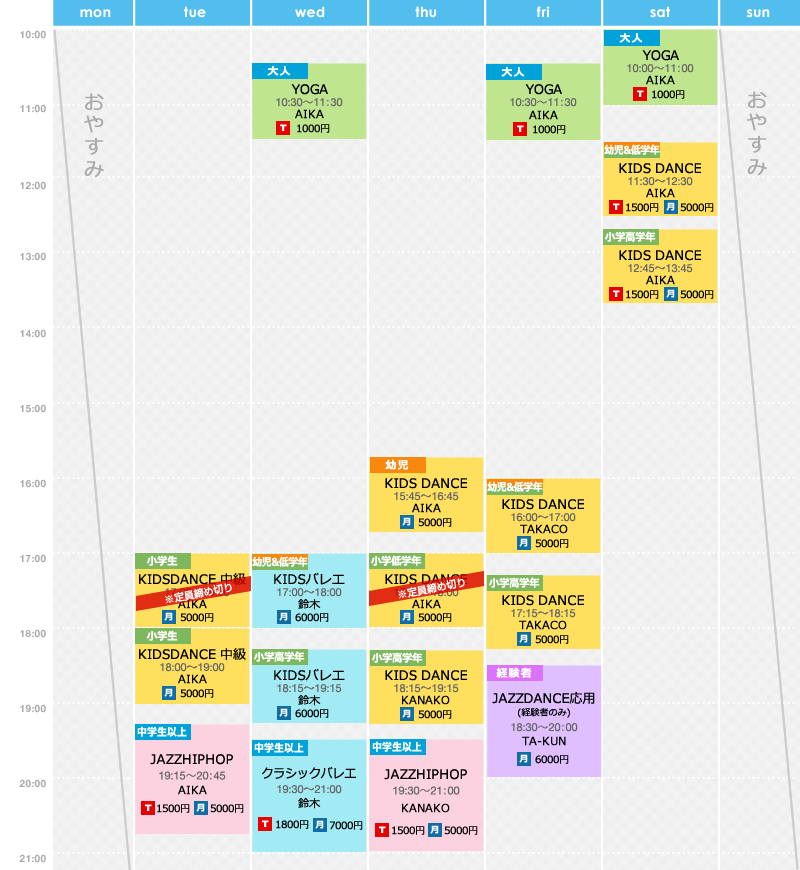 mon tue wed thu fri sat sun
10:00
11:00
12:00
13:00
14:00
15:00
16:00
17:00
18:00
19:00
20:00
21:00
おやすみ
小学生
KIDSDANCE 中級
※定員締め切り
AIKA
月 5000円
小学生
KIDSDANCE 中級
18:00〜19:00
AIKA
月 5000円
中学生以上
JAZZHIPHOP
19:15〜20:45
AIKA
T 1500円 月 5000円
大人
YOGA
10:30〜11:30
AIKA
T 1000円
幼児&低学年
KIDSバレエ
17:00〜18:00
鈴木
月 6000円
小学高学年
KIDSバレエ
18:15〜19:15
鈴木
月 6000円
中学生以上
クラシックバレエ
19:30〜21:00
鈴木
T 1800円 月 7000円
幼児
KIDS DANCE
15:45〜16:45
AIKA
月 5000円
小学低学年
KIDS DANCE
※定員締め切り
AIKA
月 5000円
小学高学年
KIDS DANCE
18:15〜19:15
KANAKO
月 5000円
中学生以上
JAZZHIPHOP
19:30〜21:00
KANAKO
T 1500円 月 5000円
大人
YOGA
10:30〜11:30
AIKA
T 1000円
幼児&低学年
KIDS DANCE
16:00〜17:00
TAKACO
月 5000円
小学高学年
KIDS DANCE
17:15〜18:15
TAKACO
月 5000円
経験者
JAZZDANCE応用
(経験者のみ)
18:30〜20:00
TA-KUN
月 6000円
大人
YOGA
10:00〜11:00
AIKA
T 1000円
幼児&低学年
KIDS DANCE
11:30〜12:30
AIKA
T 1500円 月 5000円
小学高学年
KIDS DANCE
12:45〜13:45
AIKA
T 1500円 月 5000円
おやすみ